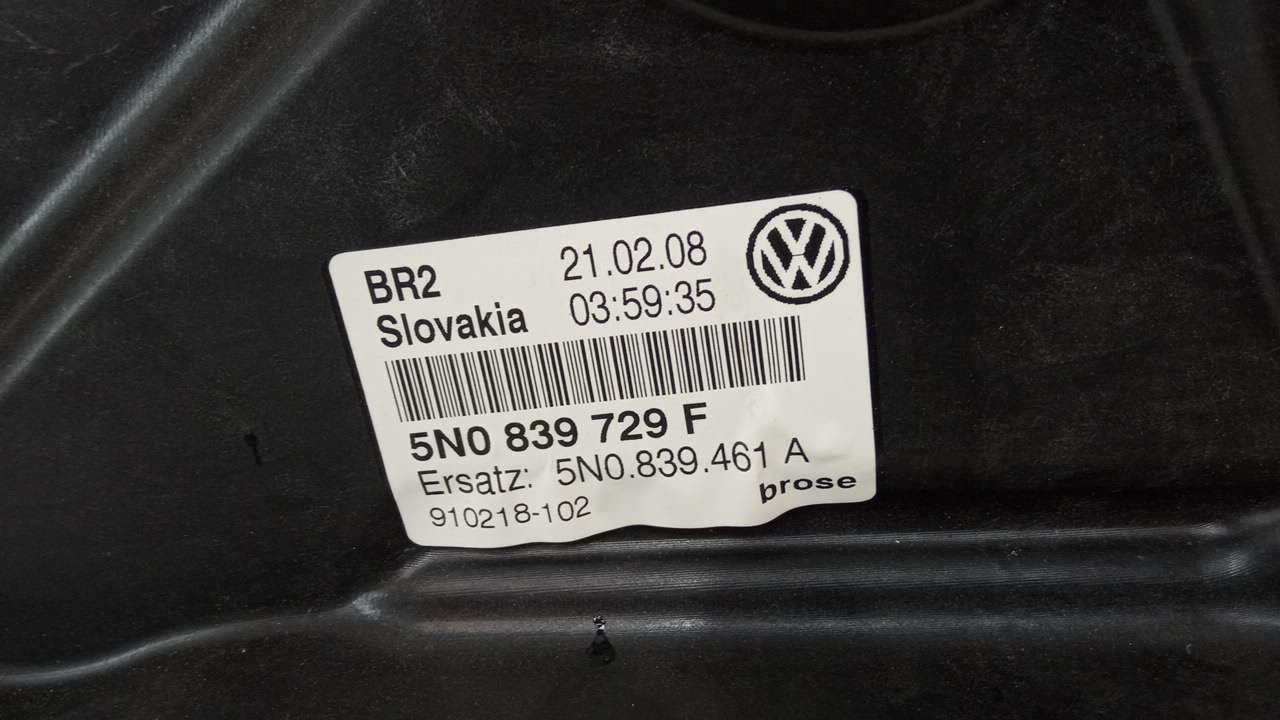 BR2 21.02.08
Slovakia 03:59:35
5N0 839 729 F
Ersatz: 5N0.839.461 A
910218-102 brose